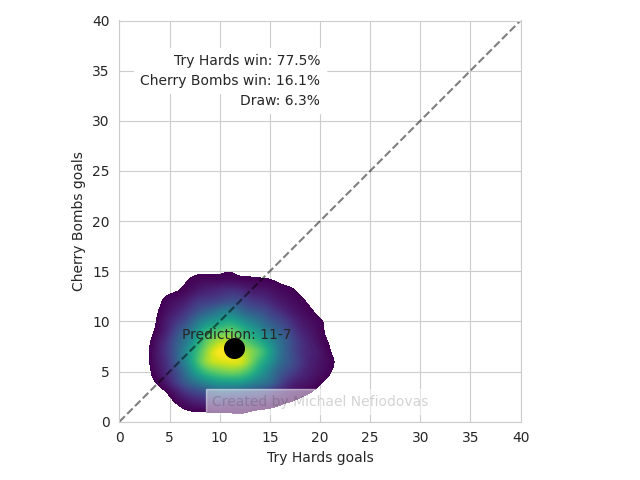 40
35
30
25
20
15
10
5
0
Cherry Bombs goals
Try Hards win: 77.5%
Cherry Bombs win: 16.1%
Draw: 6.3%
Prediction: 11-7
Created by Michael Nefiodovas
0 5 10 15 20 25 30 35 40
Try Hards goals